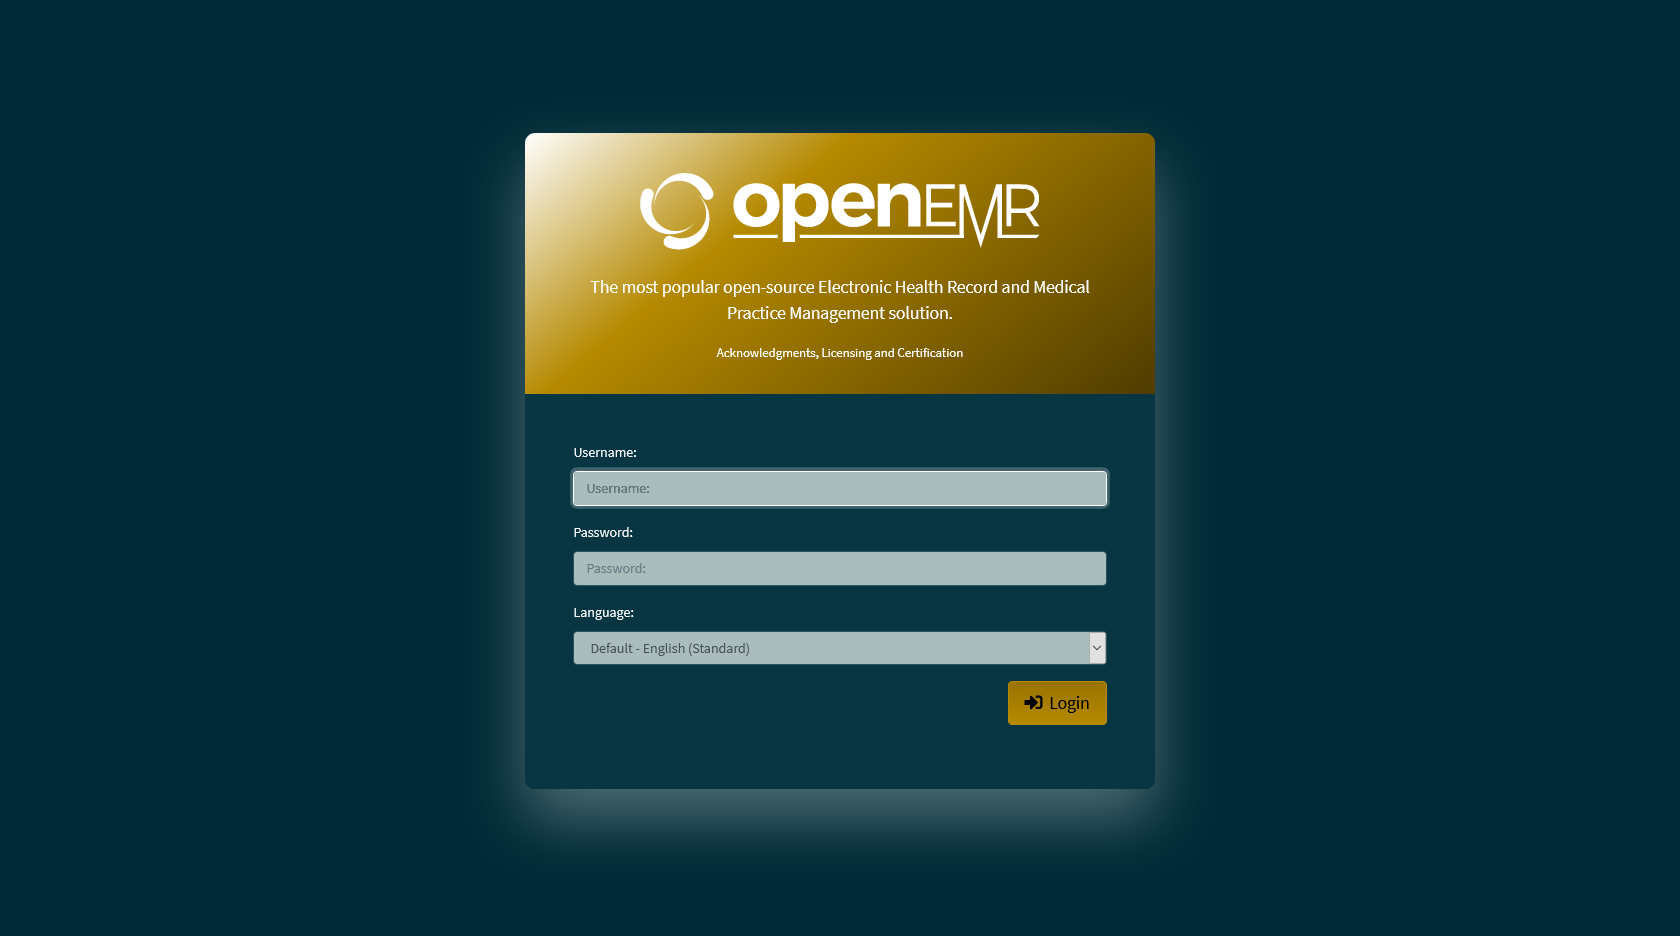 openEMR
The most popular open-source Electronic Health Record and Medical
Practice Management solution.
Acknowledgments, Licensing and Certification
Username:
Username:
Password:
Password:
Language:
Default - English (Standard)
Login